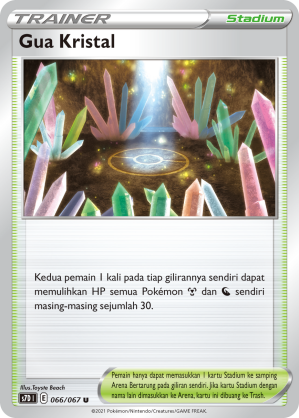 TRAINER Stadium
Gua Kristal
Kedua pemain 1 kali pada tiap gilirannya sendiri dapat
memulihkan HP semua Pokémon dan sendiri
masing-masing sejumlah 30.
Illus.Toyste Beach
S7D I E 066/067 U
Pemain hanya dapat memasukkan 1 kartu Stadium ke samping
Arena Bertarung pada giliran sendiri. Jika kartu Stadium dengan
nama lain dimasukkan ke Arena, kartu ini dibuang ke Trash.
©2021 Pokémon/Nintendo/Creatures/GAME FREAK.